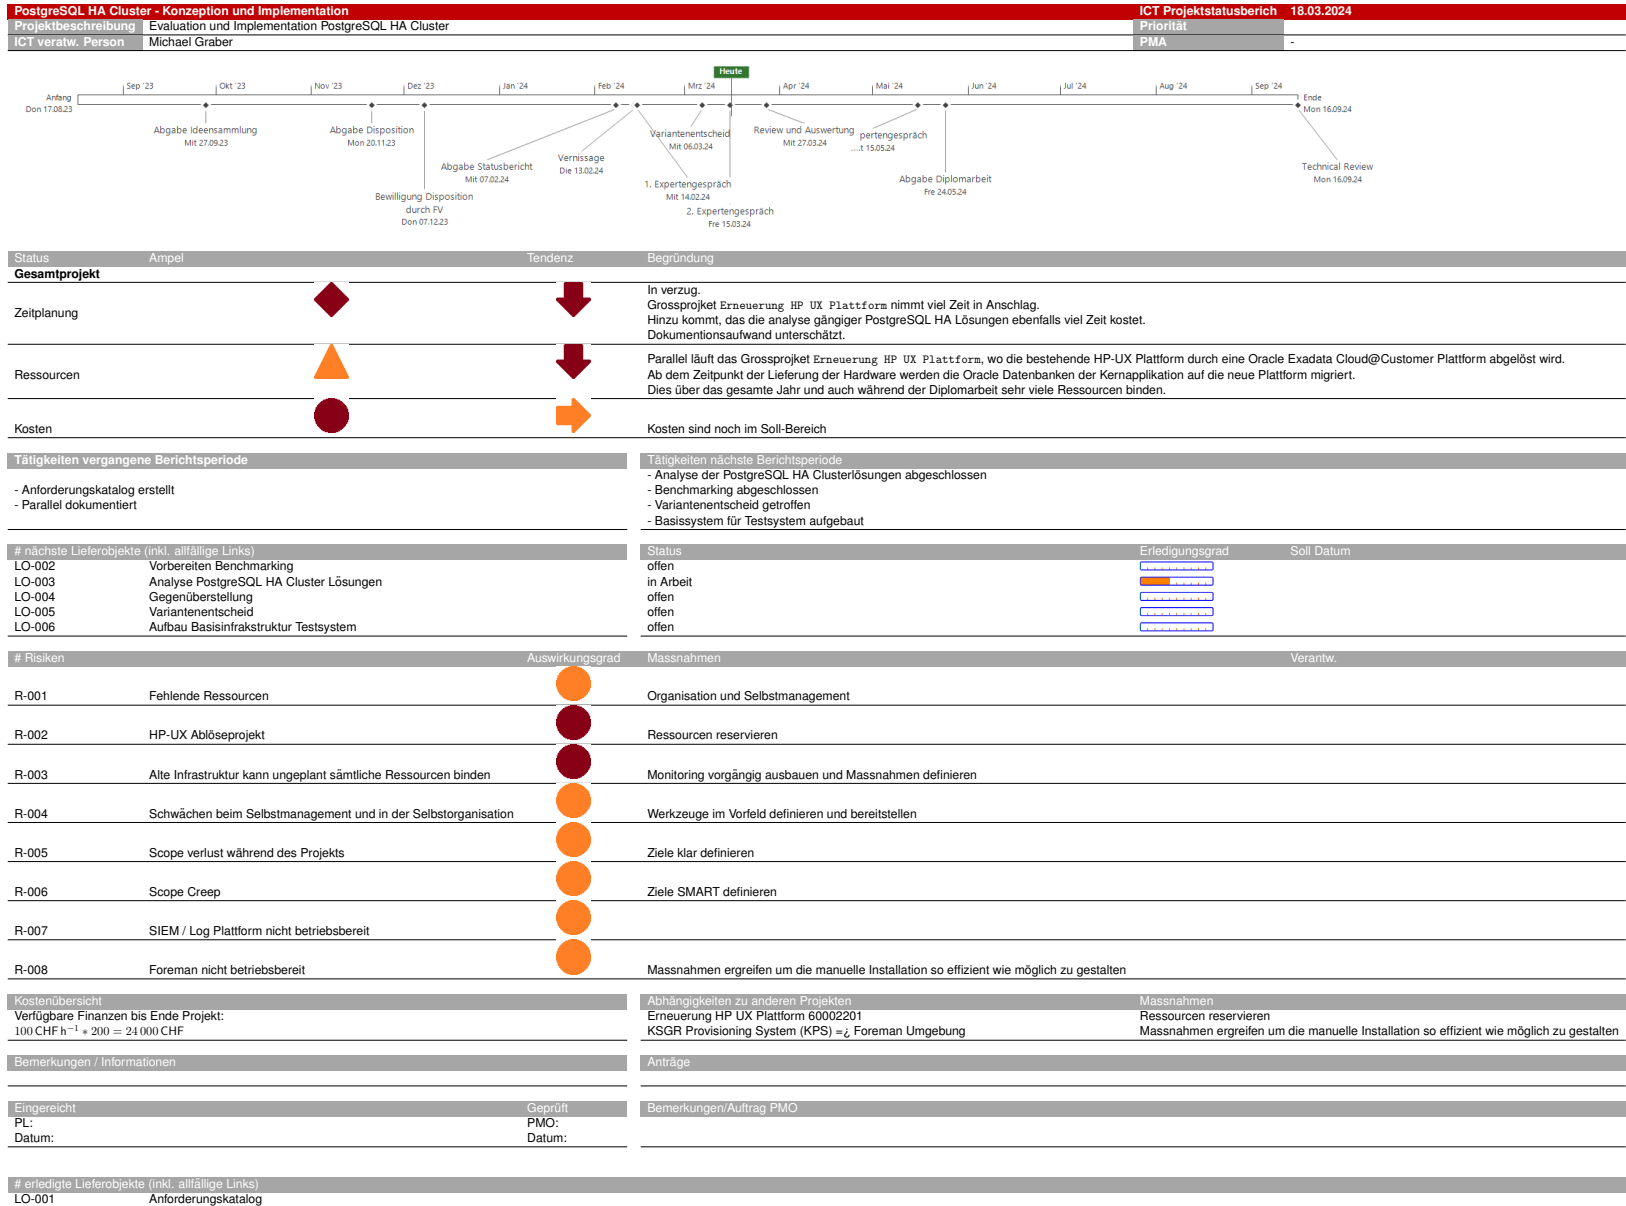 PostgreSQL HA Cluster - Konzeption und Implementation ICT Projektstatusberich 18.03.2024
Projektbeschreibung Evaluation und Implementation PostgreSQL HA Cluster Priorität
ICT veratw. Person Michael Graber PMA -
Heute
Sep '23 Okt '23 Nov '23 Dez '23 Jan '24 Feb '24 Mrz '24 Apr '24 Mai '24 Jun '24 Jul '24 Aug '24 Sep '24
Anfang
Don 17.08.23
Ende
Mon 16.09.24
Abgabe Ideensammlung
Mit 27.09.23
Abgabe Disposition
Mon 20.11.23
Bewilligung Disposition
durch FV
Don 07.12.23
Abgabe Statusbericht
Mit 07.02.24
Vernissage
Die 13.02.24
1. Expertengespräch
Mit 14.02.24
Variantenentscheid
Mit 06.03.24
2. Expertengespräch
Fre 15.03.24
Review und Auswertung
Mit 27.03.24
pertengespräch
....t 15.05.24
Abgabe Diplomarbeit
Fre 24.05.24
Technical Review
Mon 16.09.24
Status Ampel Tendenz Begründung
Gesamtprojekt
Zeitplanung
In verzug.
Grossprojket Erneuerung HP UX Plattform nimmt viel Zeit in Anschlag.
Hinzu kommt, das die analyse gängiger PostgreSQL HA Lösungen ebenfalls viel Zeit kostet.
Dokumentionsaufwand unterschätzt.
Ressourcen
Parallel läuft das Grossprojket Erneuerung HP UX Plattform, wo die bestehende HP-UX Plattform durch eine Oracle Exadata Cloud@Customer Plattform abgelöst wird.
Ab dem Zeitpunkt der Lieferung der Hardware werden die Oracle Datenbanken der Kernapplikation auf die neue Plattform migriert.
Dies über das gesamte Jahr und auch während der Diplomarbeit sehr viele Ressourcen binden.
Kosten Kosten sind noch im Soll-Bereich
Tätigkeiten vergangene Berichtsperiode
- Anforderungskatalog erstellt
- Parallel dokumentiert
Tätigkeiten nächste Berichtsperiode
- Analyse der PostgreSQL HA Clusterlösungen abgeschlossen
- Benchmarking abgeschlossen
- Variantenentscheid getroffen
- Basissystem für Testsystem aufgebaut
# nächste Lieferobjekte (inkl. allfällige Links) Status Erledigungsgrad Soll Datum
LO-002 Vorbereiten Benchmarking offen
LO-003 Analyse PostgreSQL HA Cluster Lösungen in Arbeit
LO-004 Gegenüberstellung offen
LO-005 Variantenentscheid offen
LO-006 Aufbau Basisinfrakstruktur Testsystem offen
# Risiken Auswirkungsgrad Massnahmen Verantw.
R-001 Fehlende Ressourcen Organisation und Selbstmanagement
R-002 HP-UX Ablöseprojekt Ressourcen reservieren
R-003 Alte Infrastruktur kann ungeplant sämtliche Ressourcen binden Monitoring vorgängig ausbauen und Massnahmen definieren
R-004 Schwächen beim Selbstmanagement und in der Selbstorganisation Werkzeuge im Vorfeld definieren und bereitstellen
R-005 Scope verlust während des Projekts Ziele klar definieren
R-006 Scope Creep Ziele SMART definieren
R-007 SIEM / Log Plattform nicht betriebsbereit
R-008 Foreman nicht betriebsbereit Massnahmen ergreifen um die manuelle Installation so effizient wie möglich zu gestalten
Kostenübersicht
Verfügbare Finanzen bis Ende Projekt:
100 CHF h⁻¹ ∗ 200 = 24 000 CHF
Abhängigkeiten zu anderen Projekten Massnahmen
Erneuerung HP UX Plattform 60002201 Ressourcen reservieren
KSGR Provisioning System (KPS) =¿ Foreman Umgebung Massnahmen ergreifen um die manuelle Installation so effizient wie möglich zu gestalten
Bemerkungen / Informationen Anträge
Eingereicht Geprüft Bemerkungen/Auftrag PMO
PL: PMO:
Datum: Datum:
# erledigte Lieferobjekte (inkl. allfällige Links)
LO-001 Anforderungskatalog